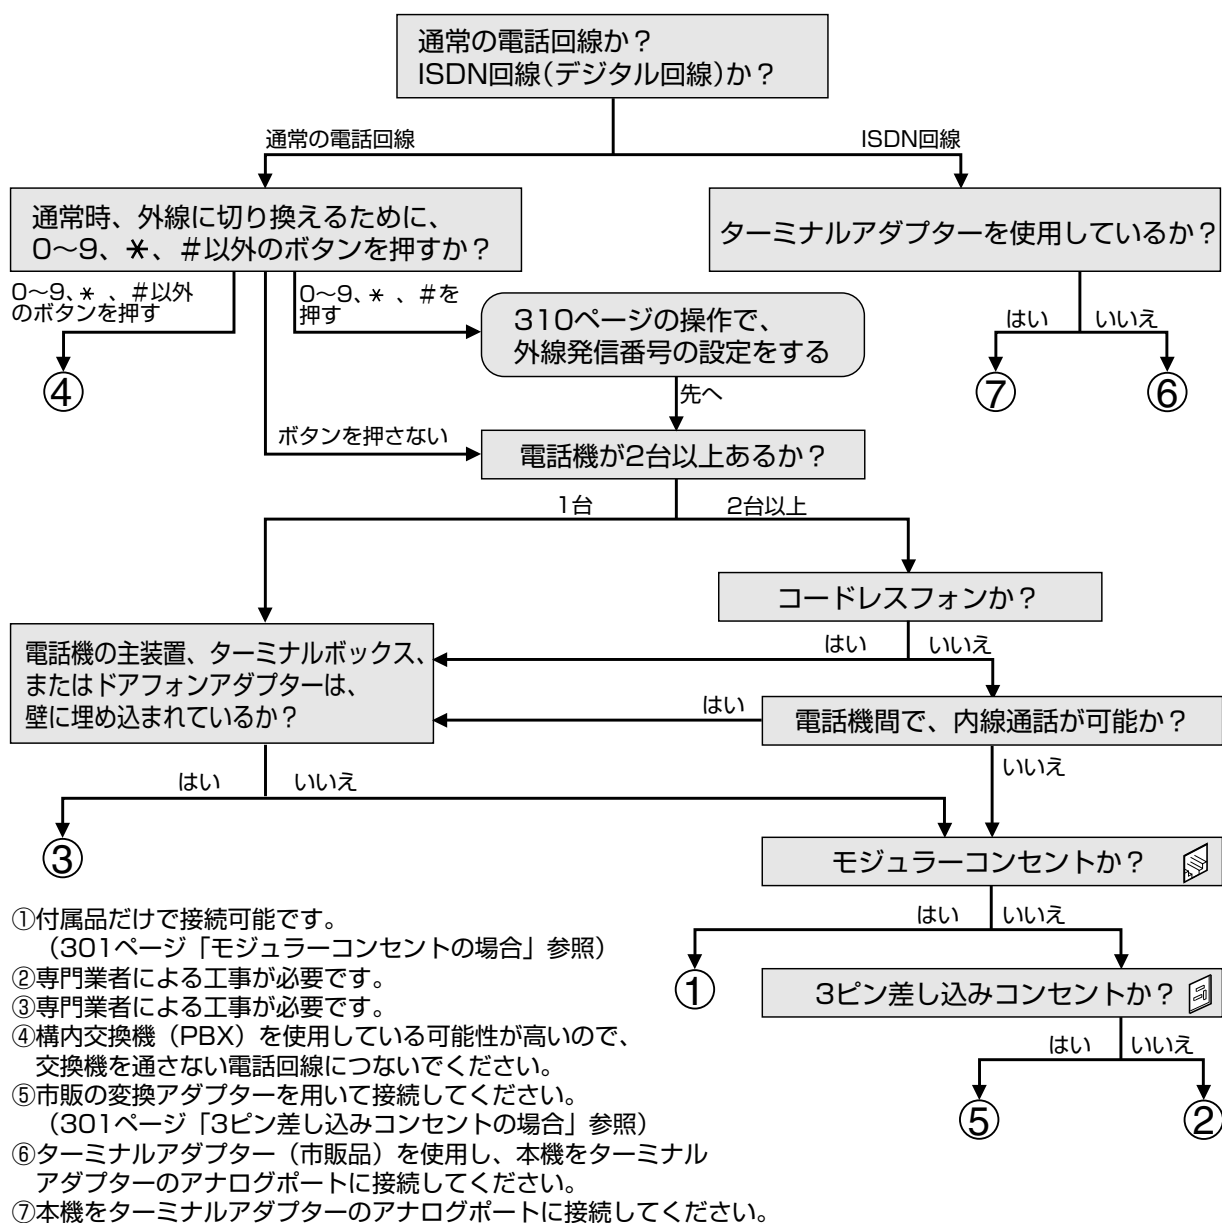 通常の電話回線か？
ISDN回線(デジタル回線)か？
通常の電話回線
ISDN回線
通常時、外線に切り換えるために、
0～9、＊、＃以外のボタンを押すか？
ターミナルアダプターを使用しているか？
0～9、＊、＃以外
のボタンを押す
0～9、＊、＃を
押す
310ページの操作で、
外線発信番号の設定をする
はい
いいえ
④
⑦
⑥
先へ
ボタンを押さない
電話機が2台以上あるか？
1台
2台以上
コードレスフォンか？
電話機の主装置、ターミナルボックス、
またはドアフォンアダプターは、
壁に埋め込まれているか？
はい
いいえ
はい
電話機間で、内線通話が可能か？
いいえ
はい
いいえ
③
モジュラーコンセントか？
はい
いいえ
①
3ピン差し込みコンセントか？
はい
いいえ
⑤
②
①付属品だけで接続可能です。
（301ページ「モジュラーコンセントの場合」参照）
②専門業者による工事が必要です。
③専門業者による工事が必要です。
④構内交換機（PBX）を使用している可能性が高いので、
交換機を通さない電話回線につないでください。
⑤市販の変換アダプターを用いて接続してください。
（301ページ「3ピン差し込みコンセントの場合」参照）
⑥ターミナルアダプター（市販品）を使用し、本機をターミナル
アダプターのアナログポートに接続してください。
⑦本機をターミナルアダプターのアナログポートに接続してください。